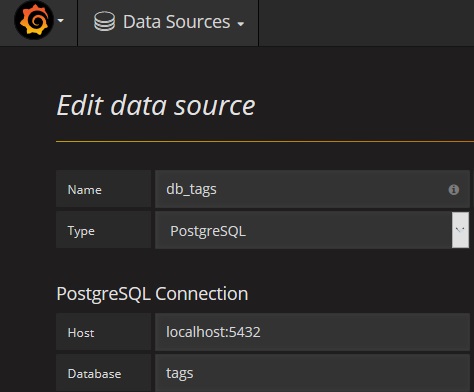 Data Sources
Edit data source
Name db_tags
Type PostgreSQL
PostgreSQL Connection
Host localhost:5432
Database tags